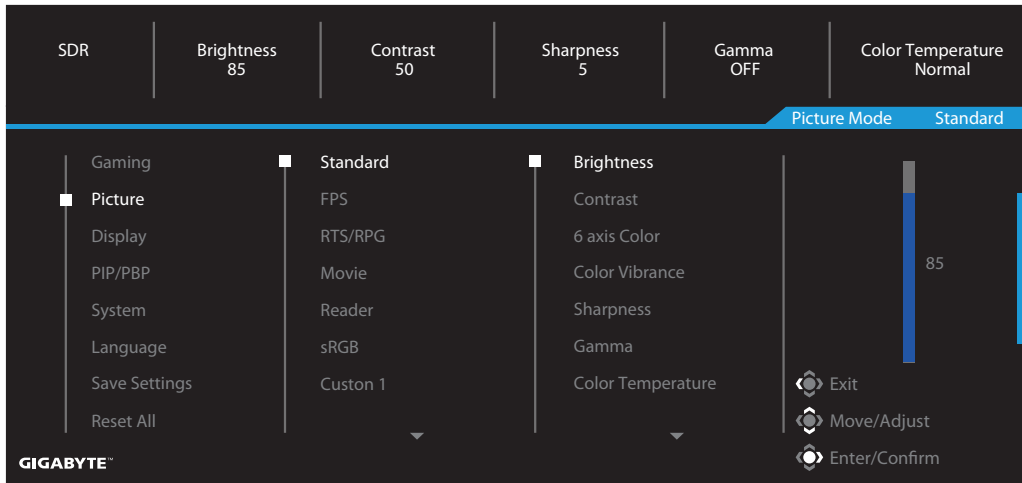 SDR
Brightness
85
Contrast
50
Sharpness
5
Gamma
OFF
Color Temperature
Normal
Picture Mode Standard
Gaming
Picture
Display
PIP/PBP
System
Language
Save Settings
Reset All
Standard
FPS
RTS/RPG
Movie
Reader
sRGB
Custon 1
Brightness
Contrast
6 axis Color
Color Vibrance
Sharpness
Gamma
Color Temperature
85
Exit
Move/Adjust
Enter/Confirm
GIGABYTE™